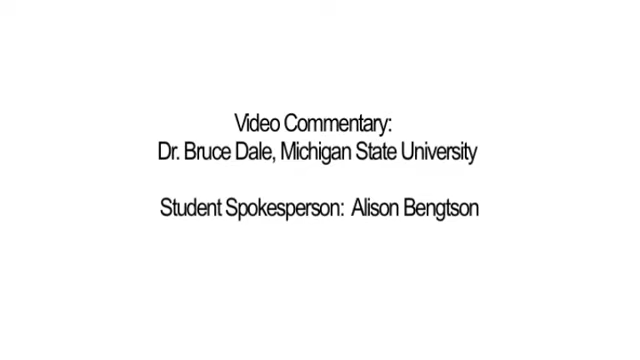 Video Commentary:
Dr. Bruce Dale, Michigan State University
Student Spokesperson: Alison Bengtson